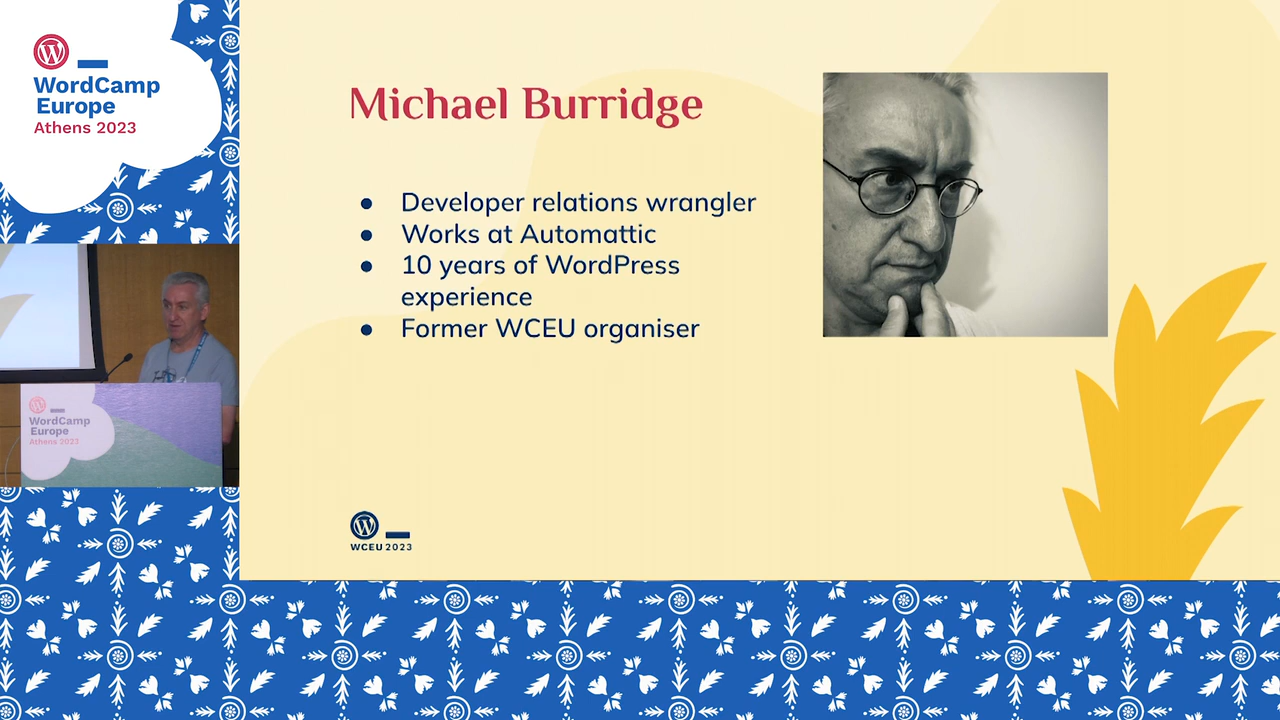 WordCamp
Europe
Athens 2023
Michael Burridge
● Developer relations wrangler
● Works at Automattic
● 10 years of WordPress
experience
● Former WCEU organiser
WordCamp
Europe
Athens 2023
WCEU 2023